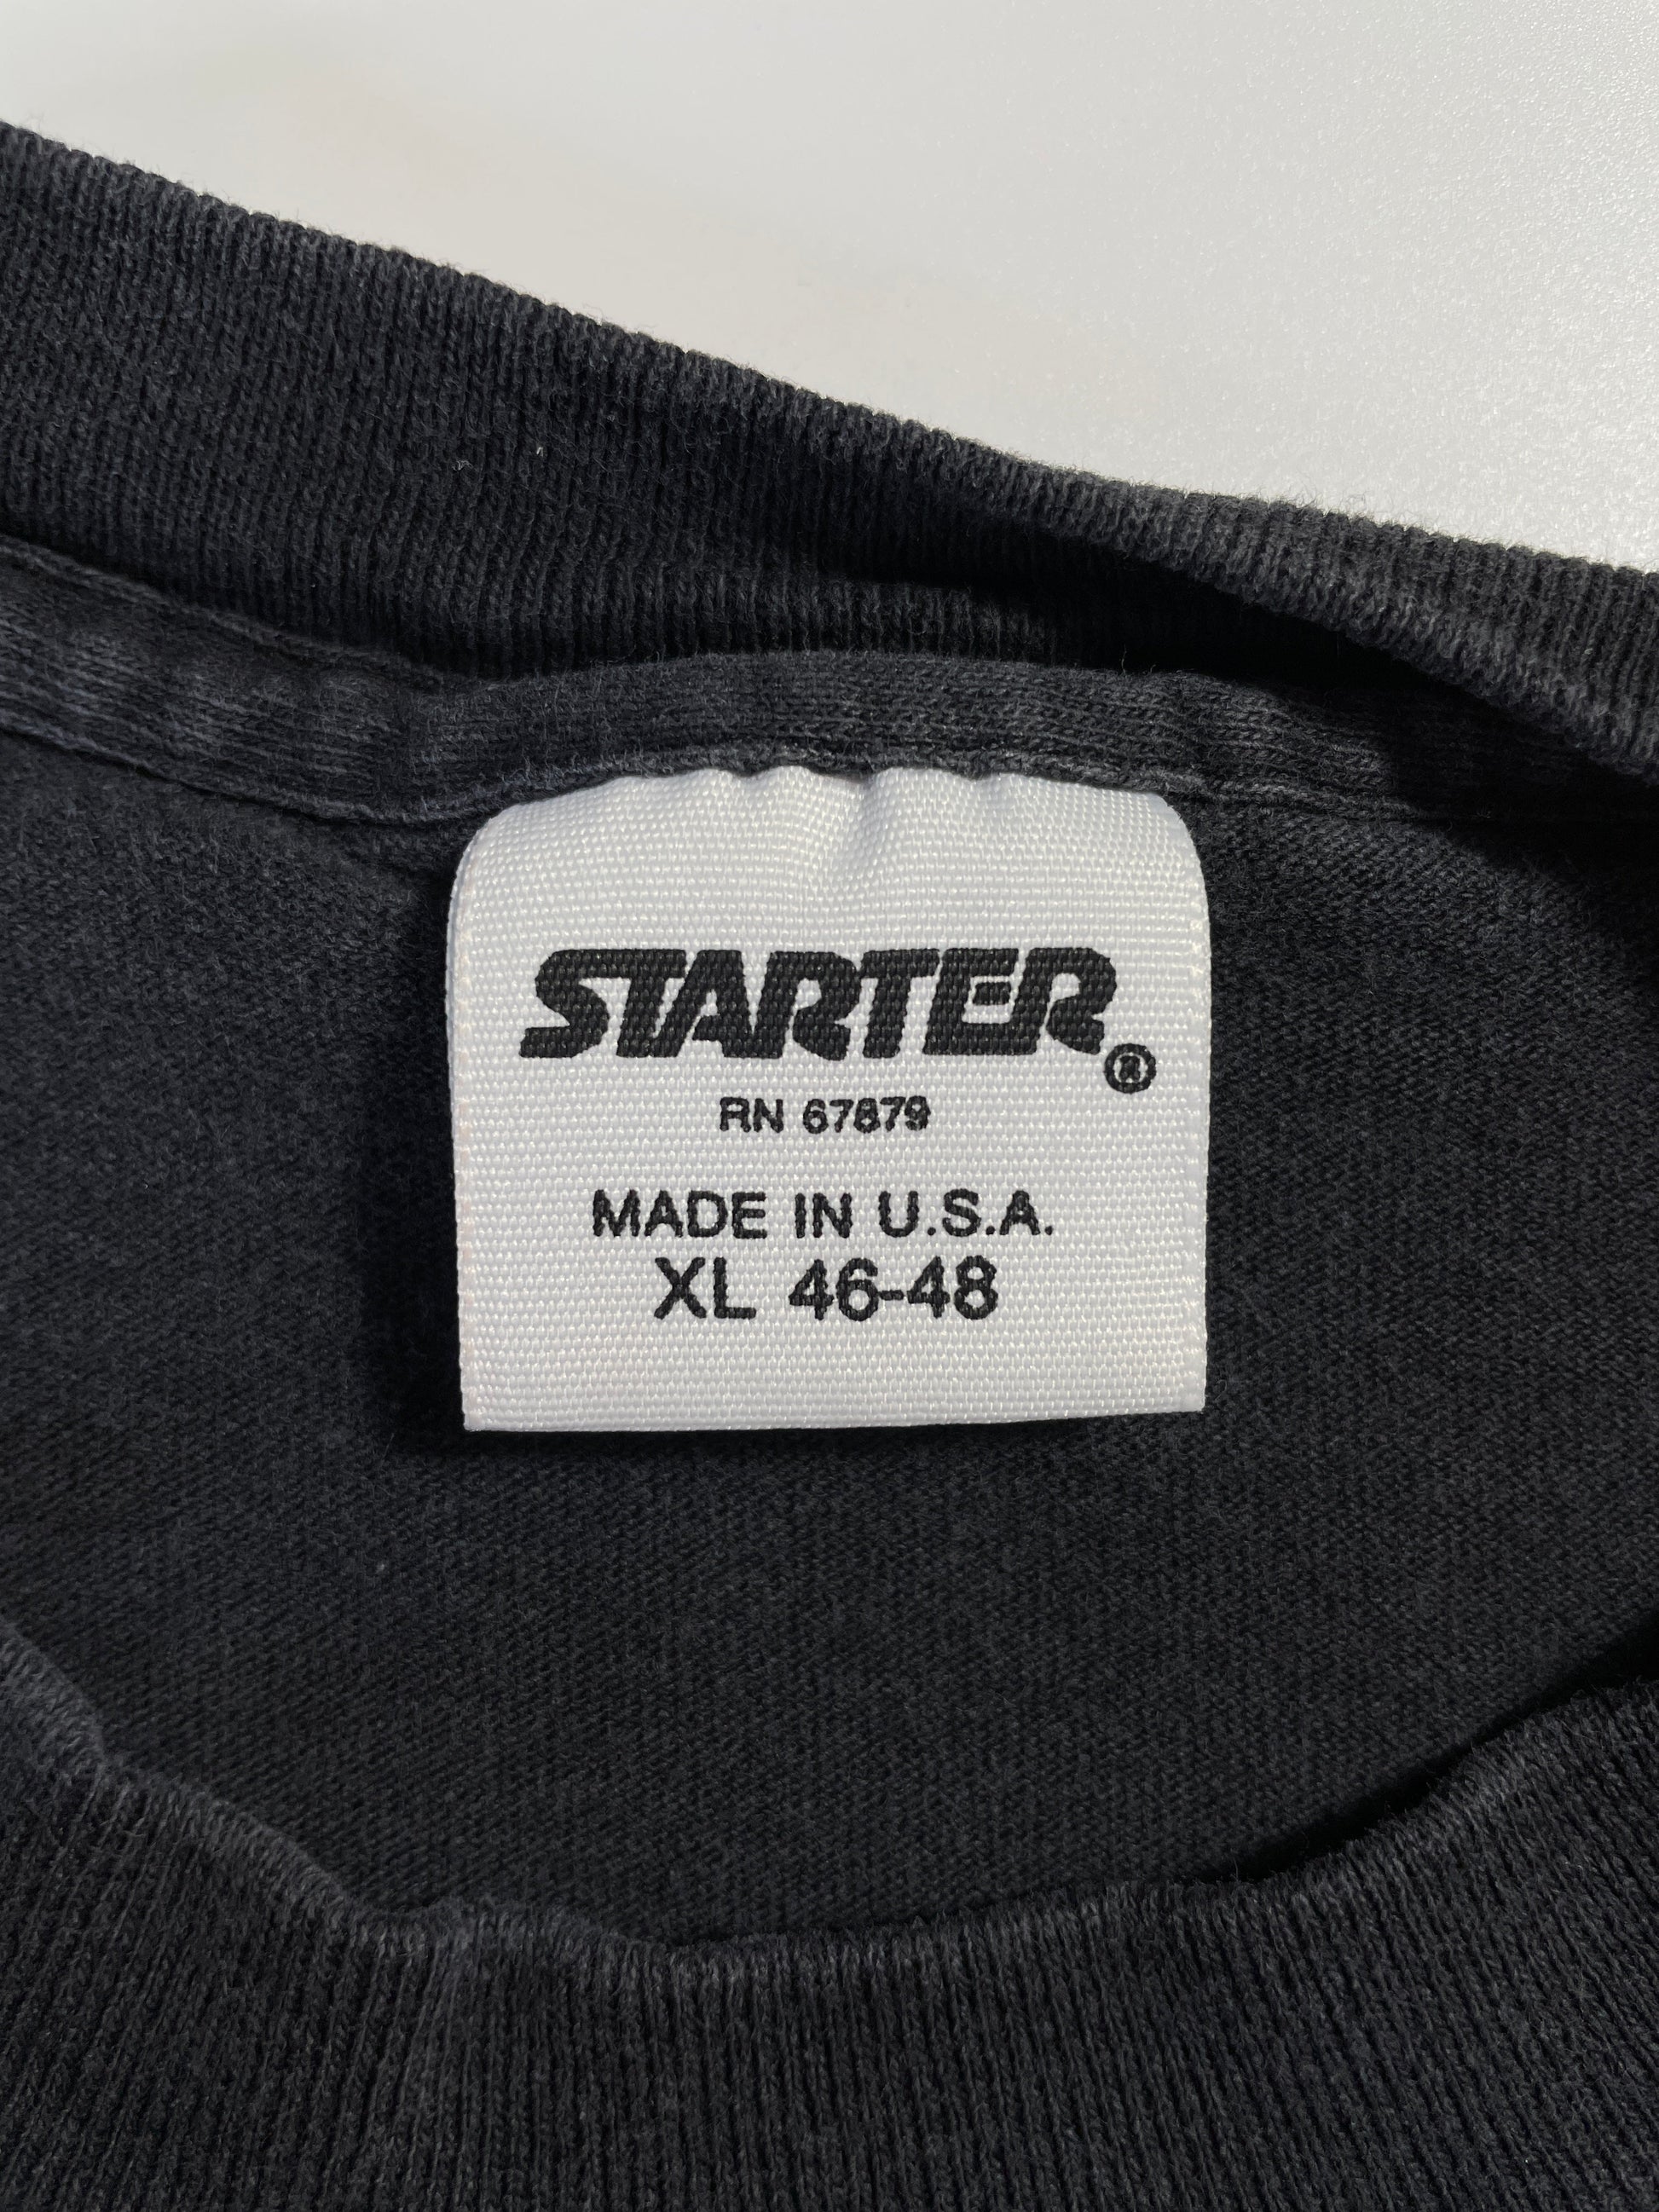 STARTER®
RN 67879
MADE IN U.S.A.
XL 46-48